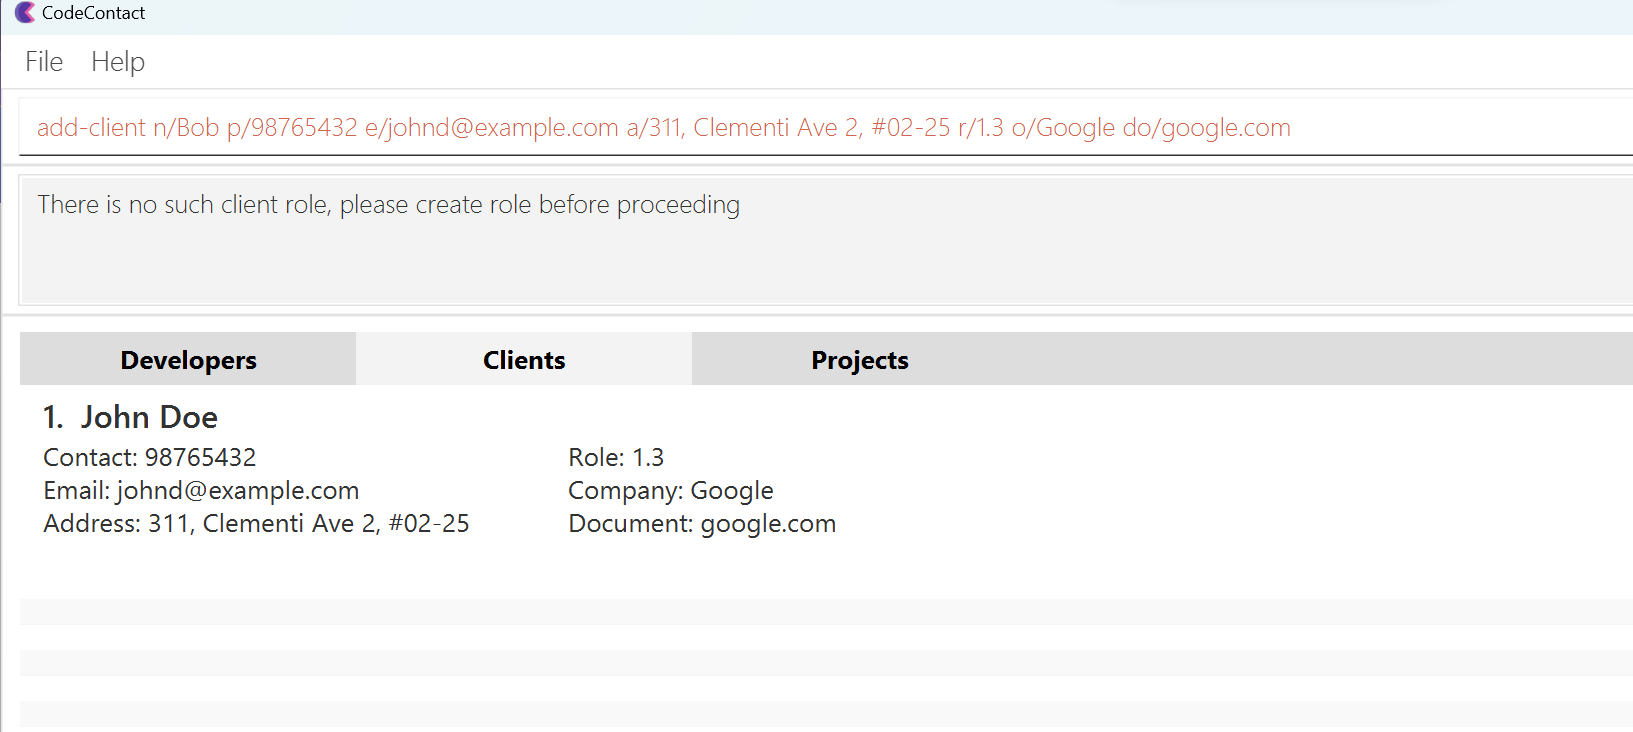 CodeContact
File Help
add-client n/Bob p/98765432 e/johnd@example.com a/311, Clementi Ave 2, #02-25 r/1.3 o/Google do/google.com
There is no such client role, please create role before proceeding
Developers Clients Projects
1. John Doe
Contact: 98765432 Role: 1.3
Email: johnd@example.com Company: Google
Address: 311, Clementi Ave 2, #02-25 Document: google.com